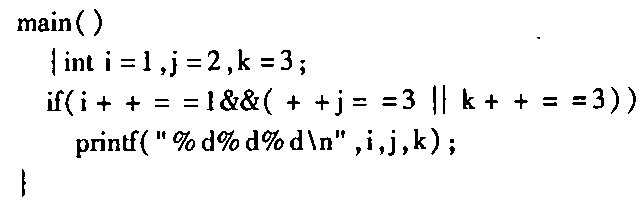 main()
{int i=1,j=2,k=3;
if(i++==1&&(++j==3||k++==3))
printf("%d%d%d\n",i,j,k);
}